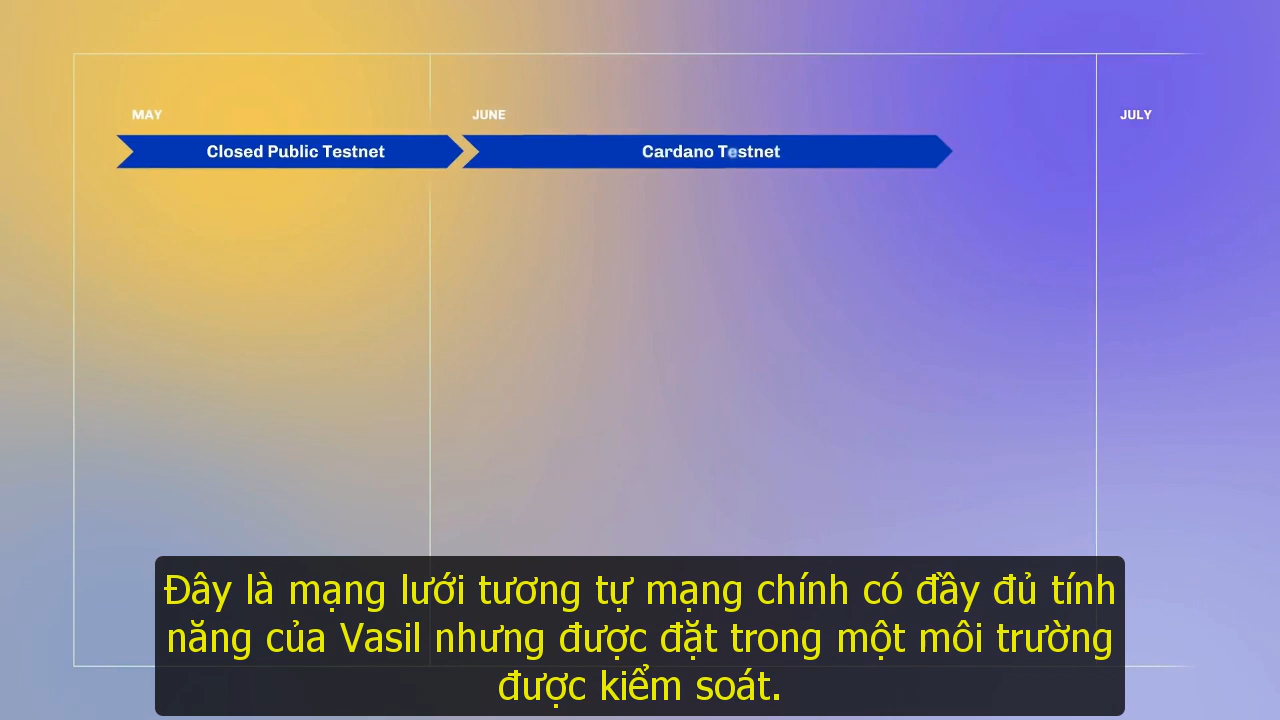 MAY
JUNE
JULY
Closed Public Testnet
Cardano Testnet
Đây là mạng lưới tương tự mạng chính có đầy đủ tính
năng của Vasil nhưng được đặt trong một môi trường
được kiểm soát.